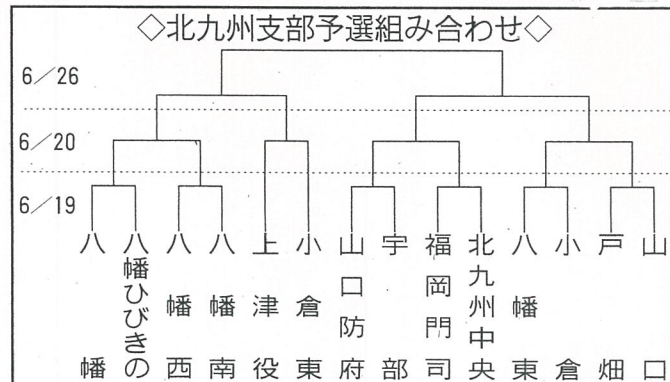 ◇北九州支部予選組み合わせ◇
6/26
6/20
6/19
八幡
八幡ひびきの
八幡西
八幡南
上津役
小倉東
山口防府
宇部
福岡門司
北九州中央
八幡東
小倉
戸畑
山口